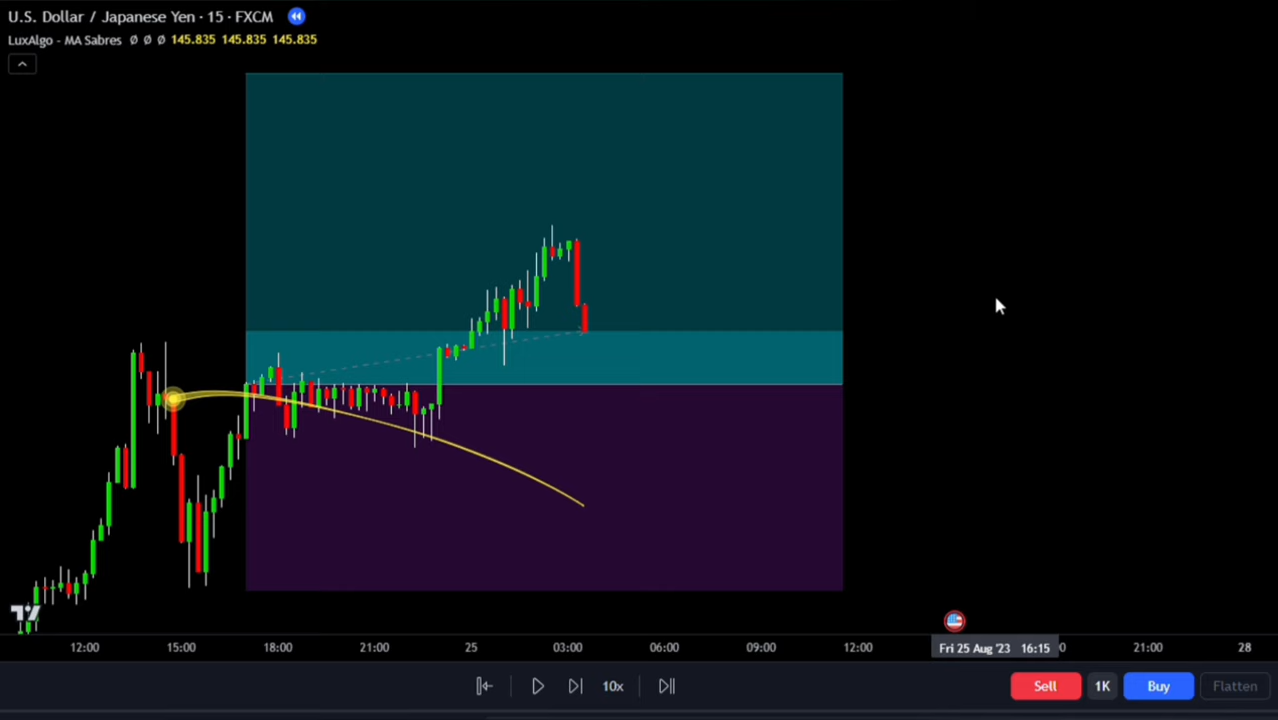 U.S. Dollar / Japanese Yen · 15 · FXCM
LuxAlgo - MA Sabres Ø Ø Ø 145.835 145.835 145.835
12:00 15:00 18:00 21:00 25 03:00 06:00 09:00 12:00 Fri 25 Aug '23 16:15 0 21:00 28
10x Sell 1K Buy Flatten